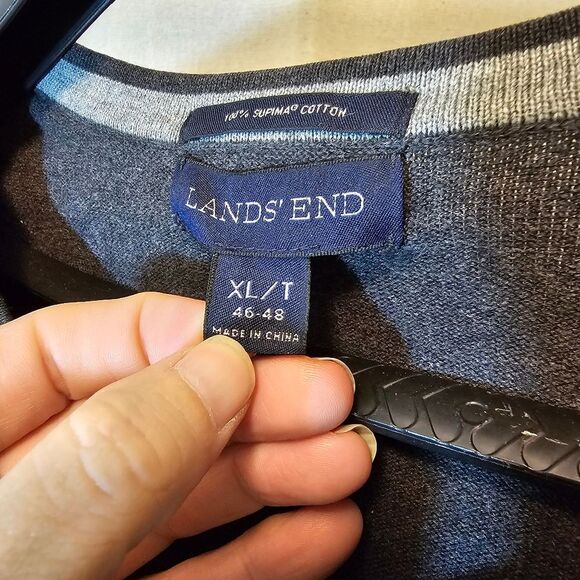 100% SUPIMA® COTTON
LANDS' END
XL/T
46-48
MADE IN CHINA